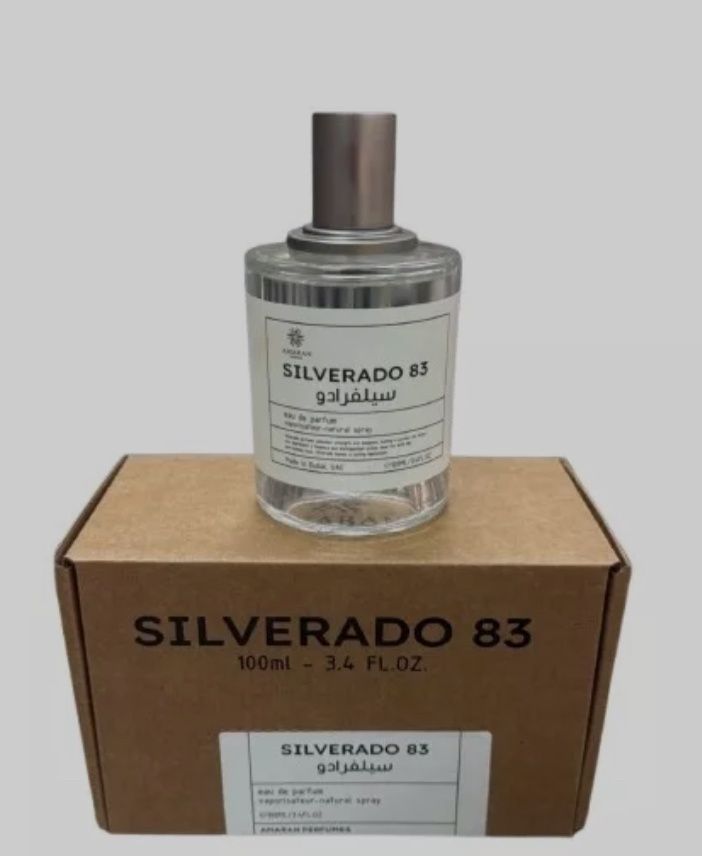 AMARAN
SILVERADO 83
سيلفرادو
eau de parfum
vaporisateur-natural spray
Made in Dubai, UAE
SILVERADO 83
100ml - 3.4 FL.OZ.
SILVERADO 83
سيلفرادو
eau de parfum
vaporisateur-natural spray
AMARAN PERFUMES